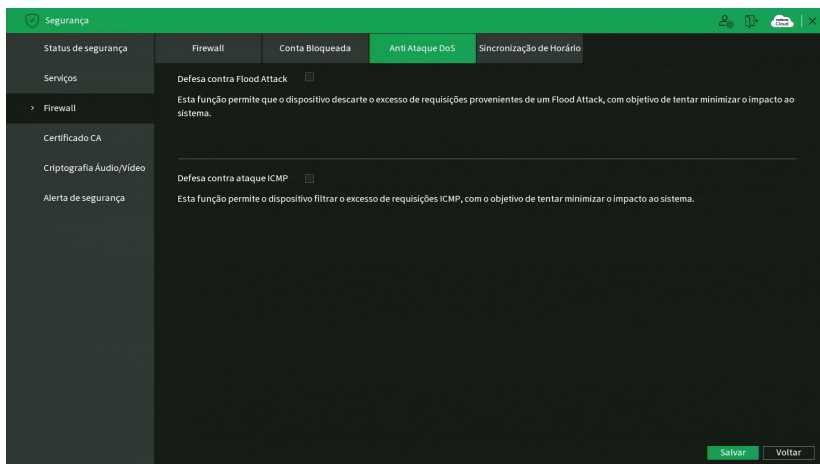 Segurança
Cloud
Status de segurança
Serviços
Firewall
Certificado CA
Criptografia Áudio/Vídeo
Alerta de segurança
Firewall
Conta Bloqueada
Anti Ataque DoS
Sincronização de Horário
Defesa contra Flood Attack
Esta função permite que o dispositivo descarte o excesso de requisições provenientes de um Flood Attack, com objetivo de tentar minimizar o impacto ao
sistema.
Defesa contra ataque ICMP
Esta função permite o dispositivo filtrar o excesso de requisições ICMP, com o objetivo de tentar minimizar o impacto ao sistema.
Salvar
Voltar